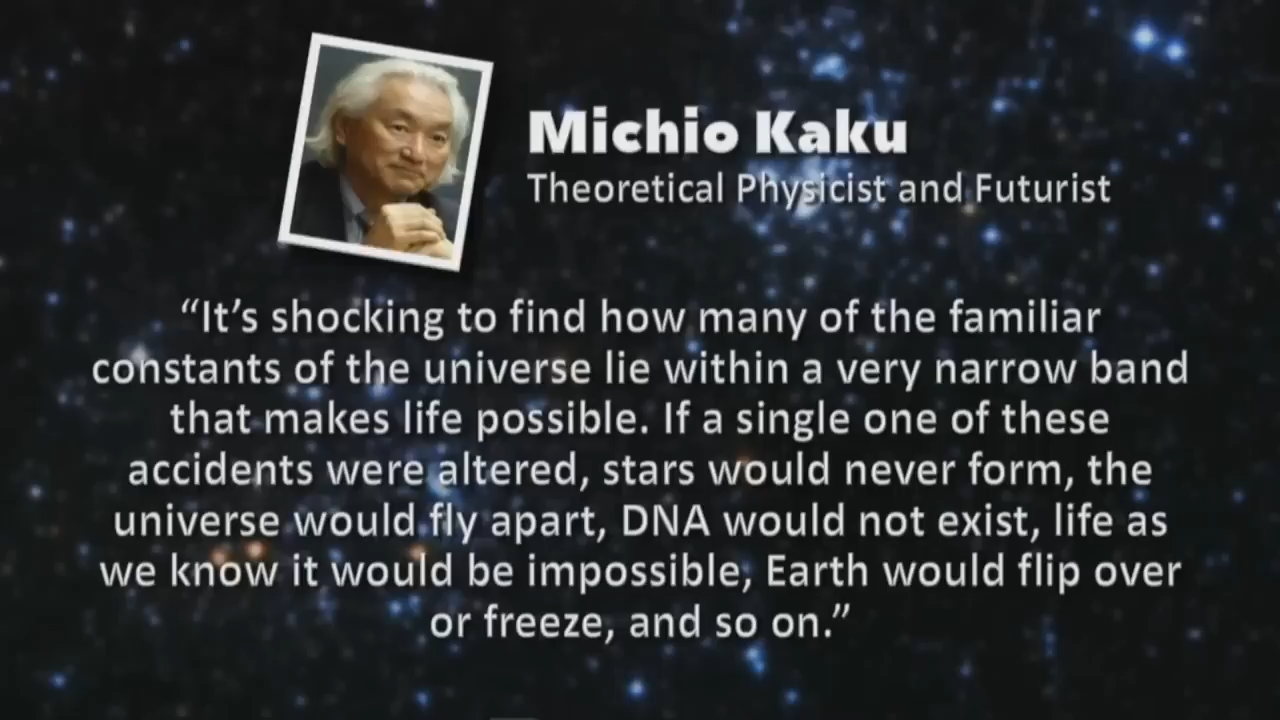 Michio Kaku
Theoretical Physicist and Futurist
“It’s shocking to find how many of the familiar
constants of the universe lie within a very narrow band
that makes life possible. If a single one of these
accidents were altered, stars would never form, the
universe would fly apart, DNA would not exist, life as
we know it would be impossible, Earth would flip over
or freeze, and so on.”